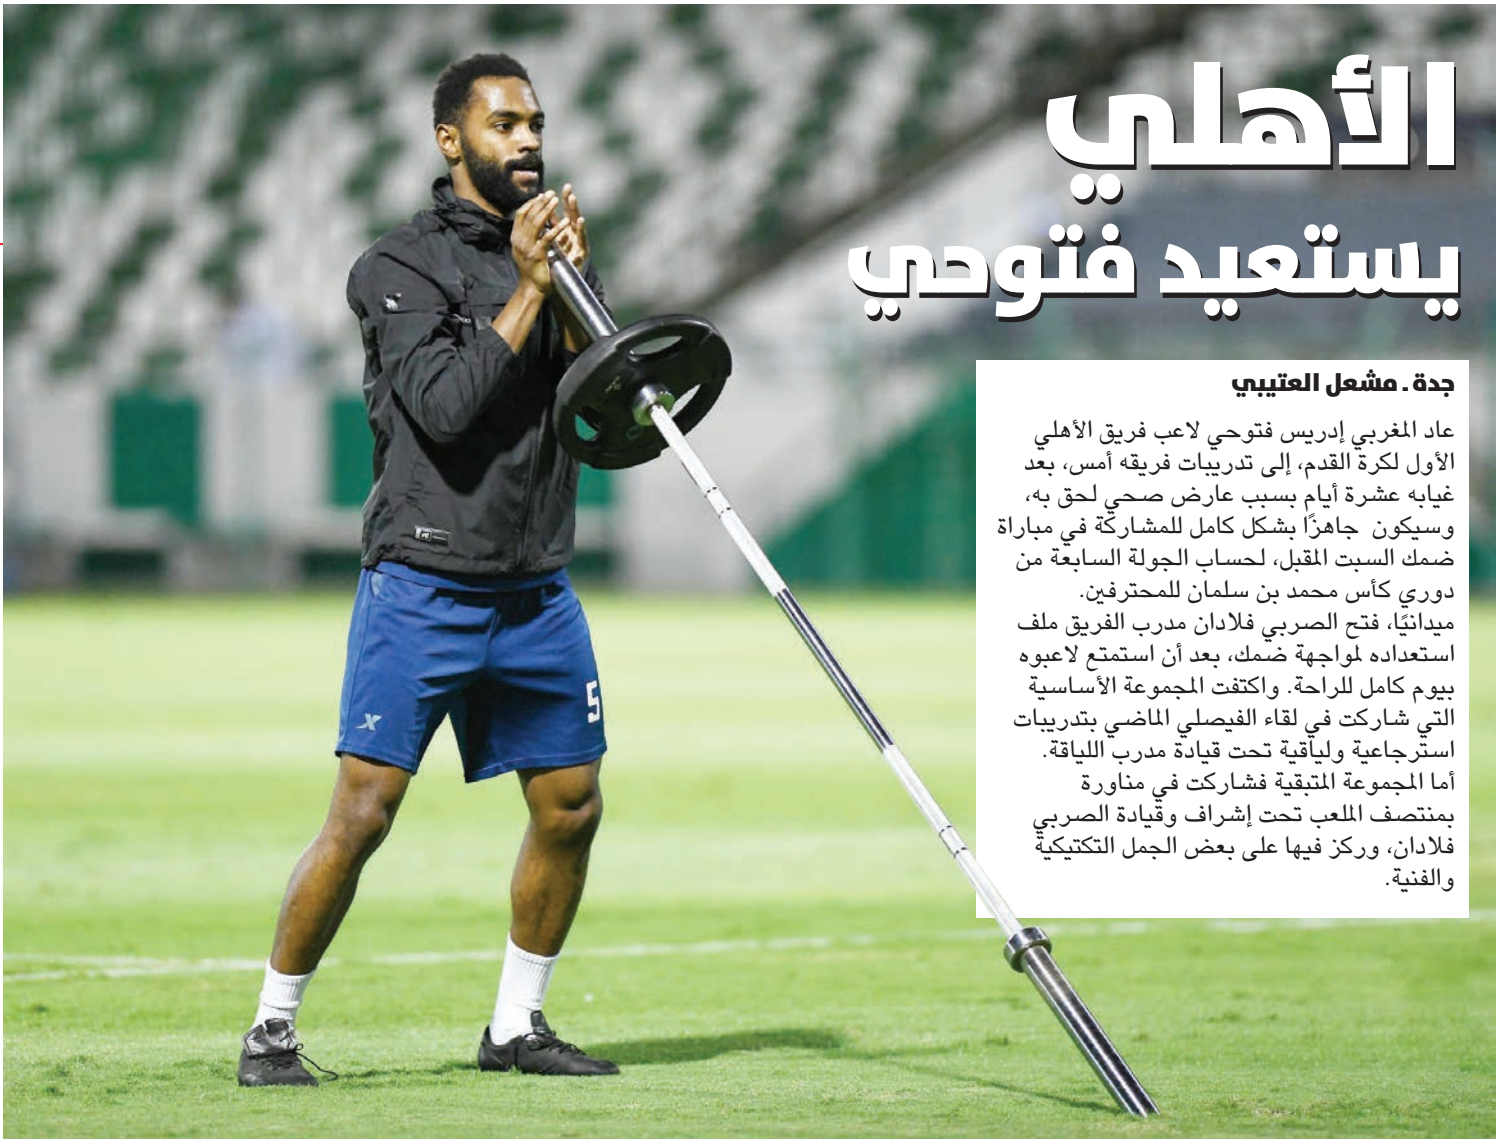 الأهلي
يستعيد فتوحي
جدة ـ مشعل العتيبي
عاد المغربي إدريس فتوحي لاعب فريق الأهلي
الأول لكرة القدم، إلى تدريبات فريقه أمس، بعد
غيابه عشرة أيام بسبب عارض صحي لحق به،
وسيكون جاهزًا بشكل كامل للمشاركة في مباراة
ضمك السبت المقبل، لحساب الجولة السابعة من
دوري كأس محمد بن سلمان للمحترفين.
ميدانيًا، فتح الصربي فلادان مدرب الفريق ملف
استعداده لمواجهة ضمك، بعد أن استمتع لاعبوه
بيوم كامل للراحة. واكتفت المجموعة الأساسية
التي شاركت في لقاء الفيصلي الماضي بتدريبات
استرجاعية ولياقية تحت قيادة مدرب اللياقة.
أما المجموعة المتبقية فشاركت في مناورة
بمنتصف الملعب تحت إشراف وقيادة الصربي
فلادان، وركز فيها على بعض الجمل التكتيكية
والفنية.
5